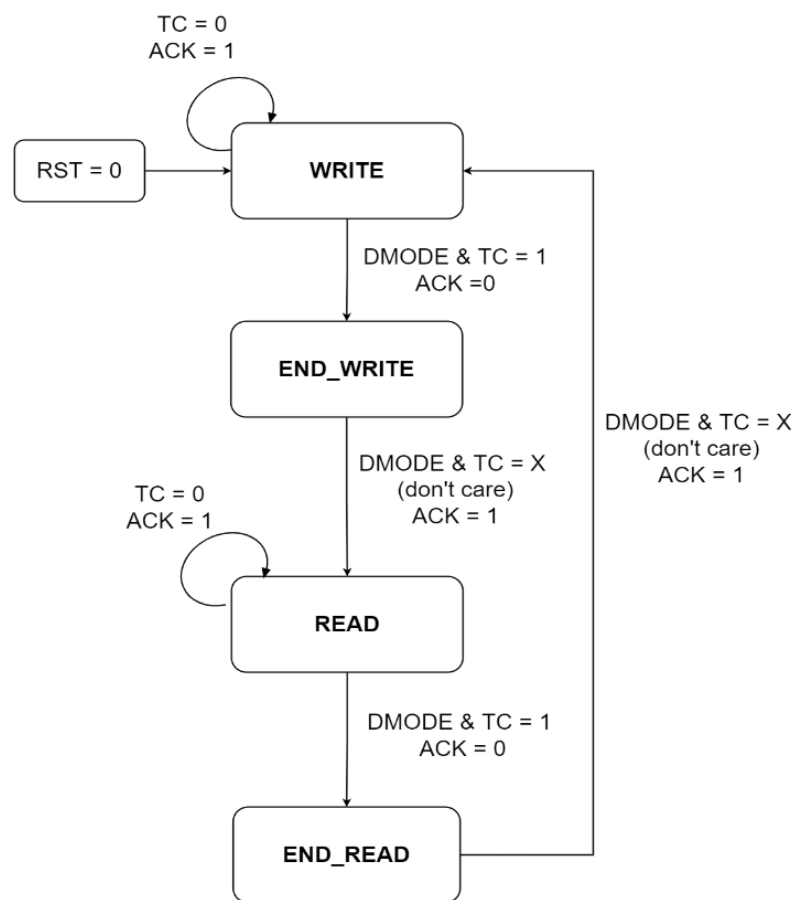 TC = 0
ACK = 1
RST = 0
WRITE
DMODE & TC = 1
ACK =0
END_WRITE
DMODE & TC = X
(don't care)
ACK = 1
DMODE & TC = X
(don't care)
ACK = 1
TC = 0
ACK = 1
READ
DMODE & TC = 1
ACK = 0
END_READ